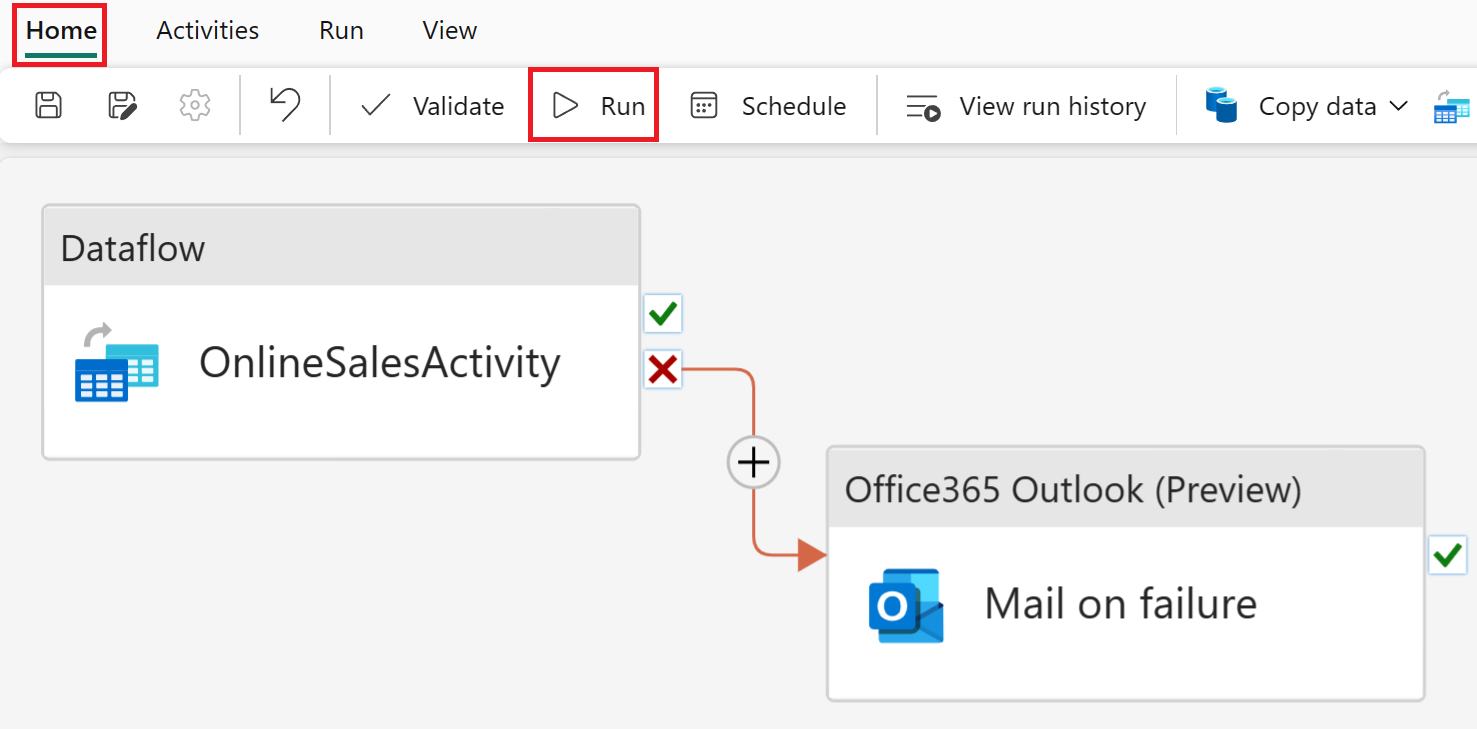 Home Activities Run View
Validate Run Schedule View run history Copy data
Dataflow
OnlineSalesActivity
Office365 Outlook (Preview)
Mail on failure